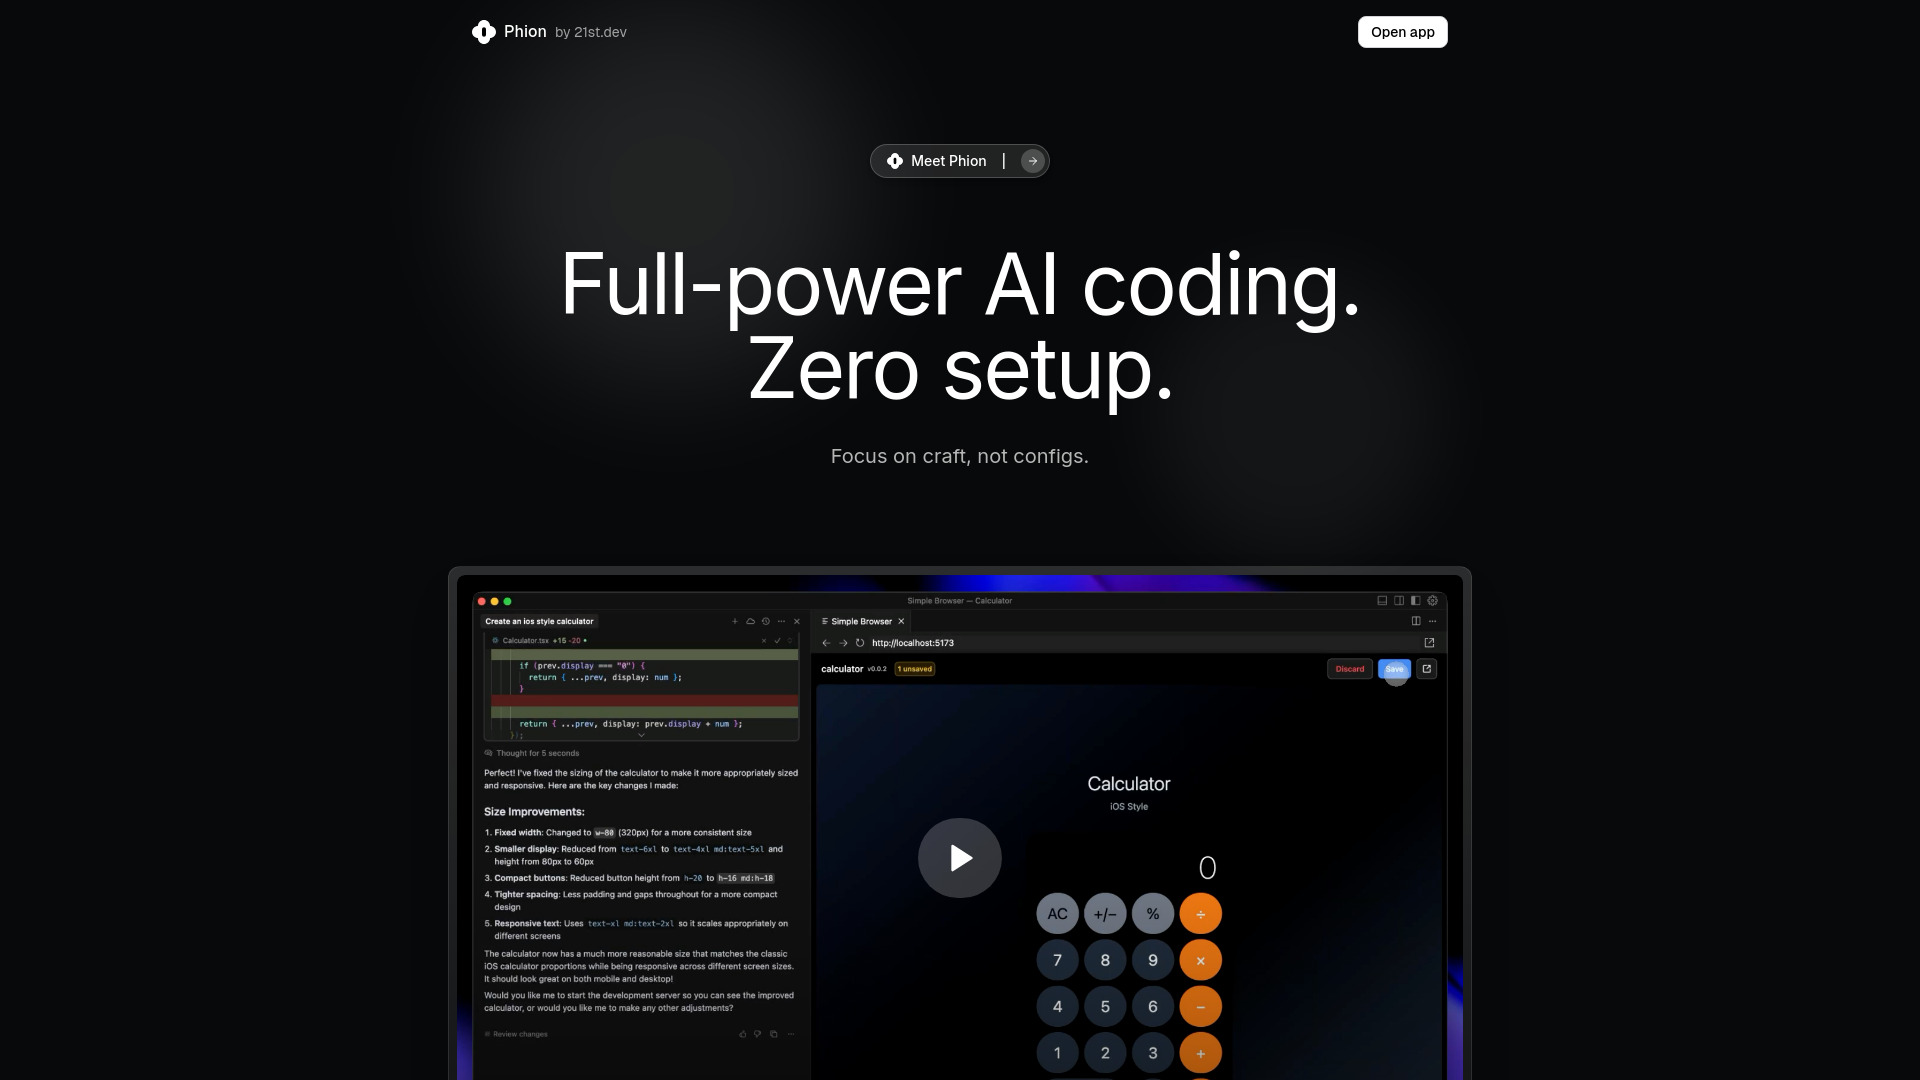 Phion by 21st.dev
Open app
Meet Phion |
Full-power AI coding.
Zero setup.
Focus on craft, not configs.
Simple Browser — Calculator
Create an ios style calculator
Calculator.tsx +15 -20 •
if (prev.display === "0") {
return { ...prev, display: num };
}
return { ...prev, display: prev.display + num };
});
Thought for 5 seconds
Perfect! I've fixed the sizing of the calculator to make it more appropriately sized
and responsive. Here are the key changes I made:
Size Improvements:
1. Fixed width: Changed to w-80 (320px) for a more consistent size
2. Smaller display: Reduced from text-6xl to text-4xl md:text-5xl and
height from 80px to 60px
3. Compact buttons: Reduced button height from h-20 to h-16 md:h-18
4. Tighter spacing: Less padding and gaps throughout for a more compact
design
5. Responsive text: Uses text-xl md:text-2xl so it scales appropriately on
different screens
The calculator now has a much more reasonable size that matches the classic
iOS calculator proportions while being responsive across different screen sizes.
It should look great on both mobile and desktop!
Would you like me to start the development server so you can see the improved
calculator, or would you like me to make any other adjustments?
Review changes
Simple Browser
http://localhost:5173
calculator v0.0.2 1 unsaved
Discard Save
Calculator
iOS Style
0
AC +/− % ÷
7 8 9 ×
4 5 6 −
1 2 3 +